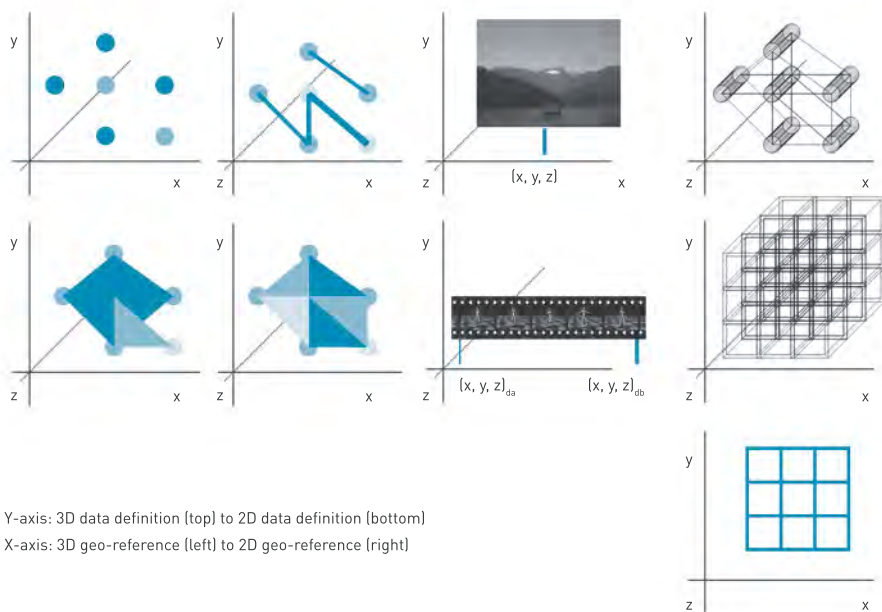 y
y
y
z
x
z
x
z
(x, y, z)
x
z
x
y
y
y
y
z
x
z
x
z
(x, y, z)da
(x, y, z)db
z
x
y
Y-axis: 3D data definition (top) to 2D data definition (bottom)
X-axis: 3D geo-reference (left) to 2D geo-reference (right)
z
x